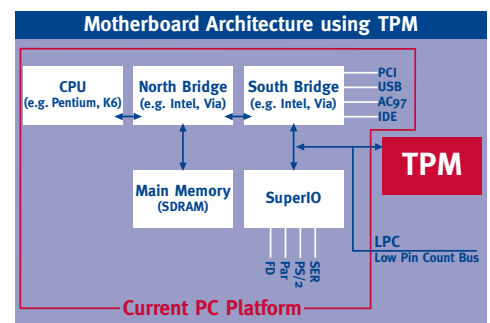 Motherboard Architecture using TPM
CPU
(e.g. Pentium, K6)
North Bridge
(e.g. Intel, Via)
South Bridge
(e.g. Intel, Via)
PCI
USB
AC97
IDE
TPM
Main Memory
(SDRAM)
SuperIO
FD
Par
PS/2
SER
LPC
Low Pin Count Bus
Current PC Platform